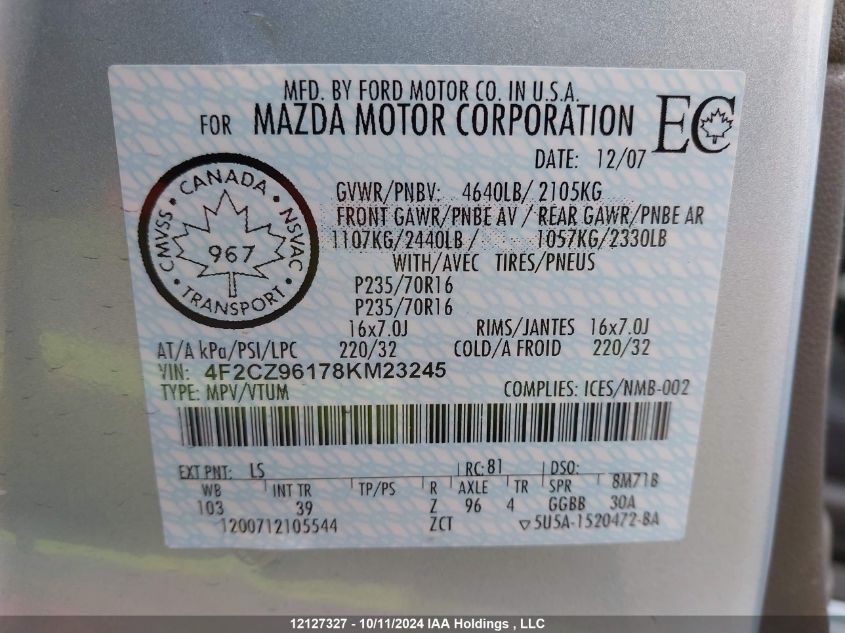 MFD. BY FORD MOTOR CO. IN U.S.A.
FOR MAZDA MOTOR CORPORATION
EC
DATE: 12/07
CANADA
CMVSS NSVAC
967
TRANSPORT
GVWR/PNBV: 4640LB/ 2105KG
FRONT GAWR/PNBE AV / REAR GAWR/PNBE AR
1107KG/2440LB / 1057KG/2330LB
WITH/AVEC TIRES/PNEUS
P235/70R16
P235/70R16
16x7.0J RIMS/JANTES 16x7.0J
AT/A kPa/PSI/LPC 220/32 COLD/A FROID 220/32
VIN: 4F2CZ96178KM23245
TYPE: MPV/VTUM COMPLIES: ICES/NMB-002
EXT PNT: LS RC: 81 DSO:
WB INT TR TP/PS R AXLE TR SPR 8M71B
103 39 Z 96 4 GGBB 30A
1200712105544 ZCT ▽5U5A-1520472-BA
12127327 - 10/11/2024 IAA Holdings , LLC